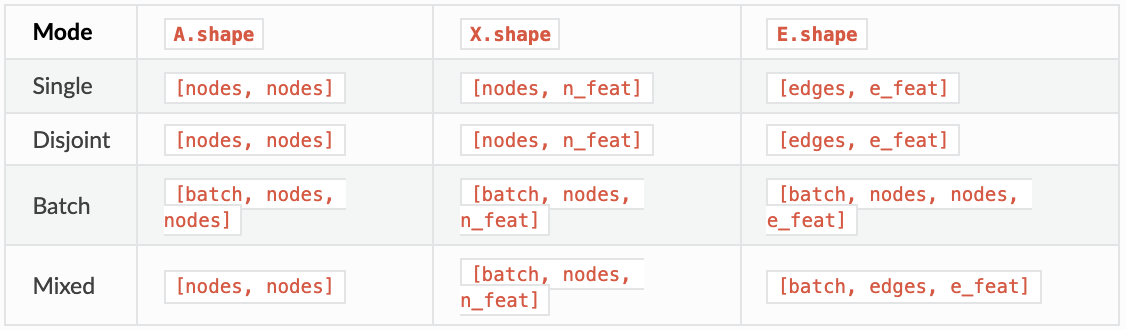 Mode A.shape X.shape E.shape
Single [nodes, nodes] [nodes, n_feat] [edges, e_feat]
Disjoint [nodes, nodes] [nodes, n_feat] [edges, e_feat]
Batch [batch, nodes, nodes] [batch, nodes, n_feat] [batch, nodes, nodes, e_feat]
Mixed [nodes, nodes] [batch, nodes, n_feat] [batch, edges, e_feat]